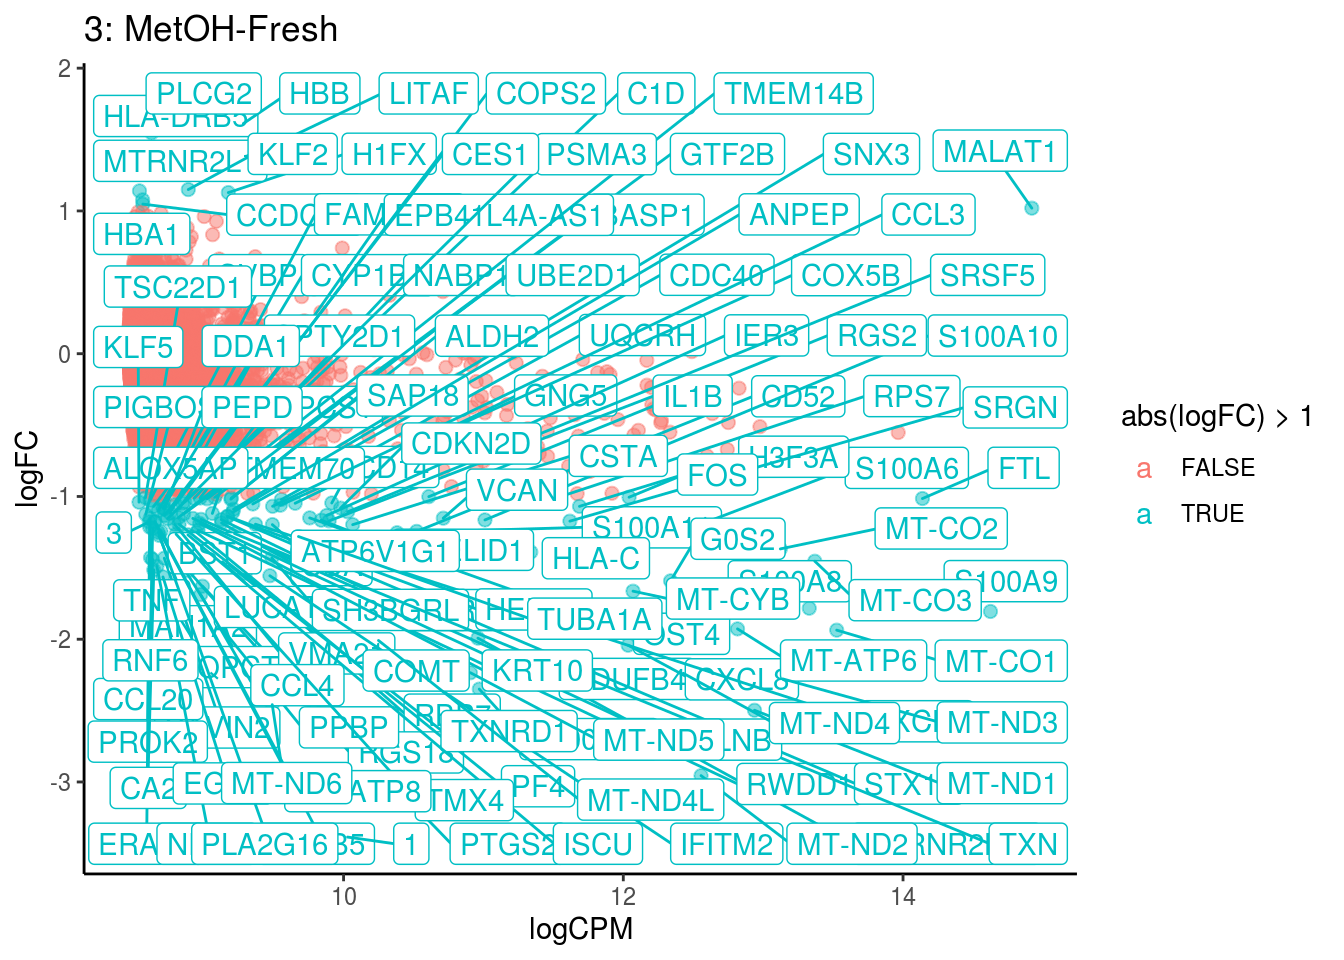 3: MetOH-Fresh
PLCG2 HBB LITAF COPS2 C1D TMEM14B
HLA-DRB5
MTRNR2L KLF2 H1FX CES1 PSMA3 GTF2B SNX3 MALAT1
CCDC FAM EPB41L4A-AS1 BASP1 ANPEP CCL3
HBA1
TSC22D1 CYP1B NABP1 UBE2D1 CDC40 COX5B SRSF5
KLF5 DDA1 PTY2D1 ALDH2 UQCRH IER3 RGS2 S100A10
PIGBOS PEPD SAP18 GNG5 IL1B CD52 RPS7 SRGN
CDKN2D
ALOX5AP TMEM70 CD14 CSTA FOS H3F3A S100A6 FTL
VCAN
3 S100A1 G0S2 MT-CO2
BST1 ATP6V1G1 LID1 HLA-C
S100A8 S100A9
TNF LUCA SH3BGRL HE TUBA1A MT-CYB MT-CO3
MAN1A2 OST4
RNF6 QPCT VMA21 COMT KRT10 MT-ATP6 MT-CO1
CCL4 DUFB4 CXCL8
CCL20
VIN2 PPBP TXNRD1 MT-ND5 LNB MT-ND4 XCL MT-ND3
PROK2 RGS18
CA2 EG MT-ND6 ATP8 TMX4 PF4 MT-ND4L RWDD1 STX1 MT-ND1
ERA N PLA2G16 35 1 PTGS2 ISCU IFITM2 MT-ND2 RNR2 TXN
2
1
0
-1
-2
-3
logFC
10 12 14
logCPM
abs(logFC) > 1
a FALSE
a TRUE